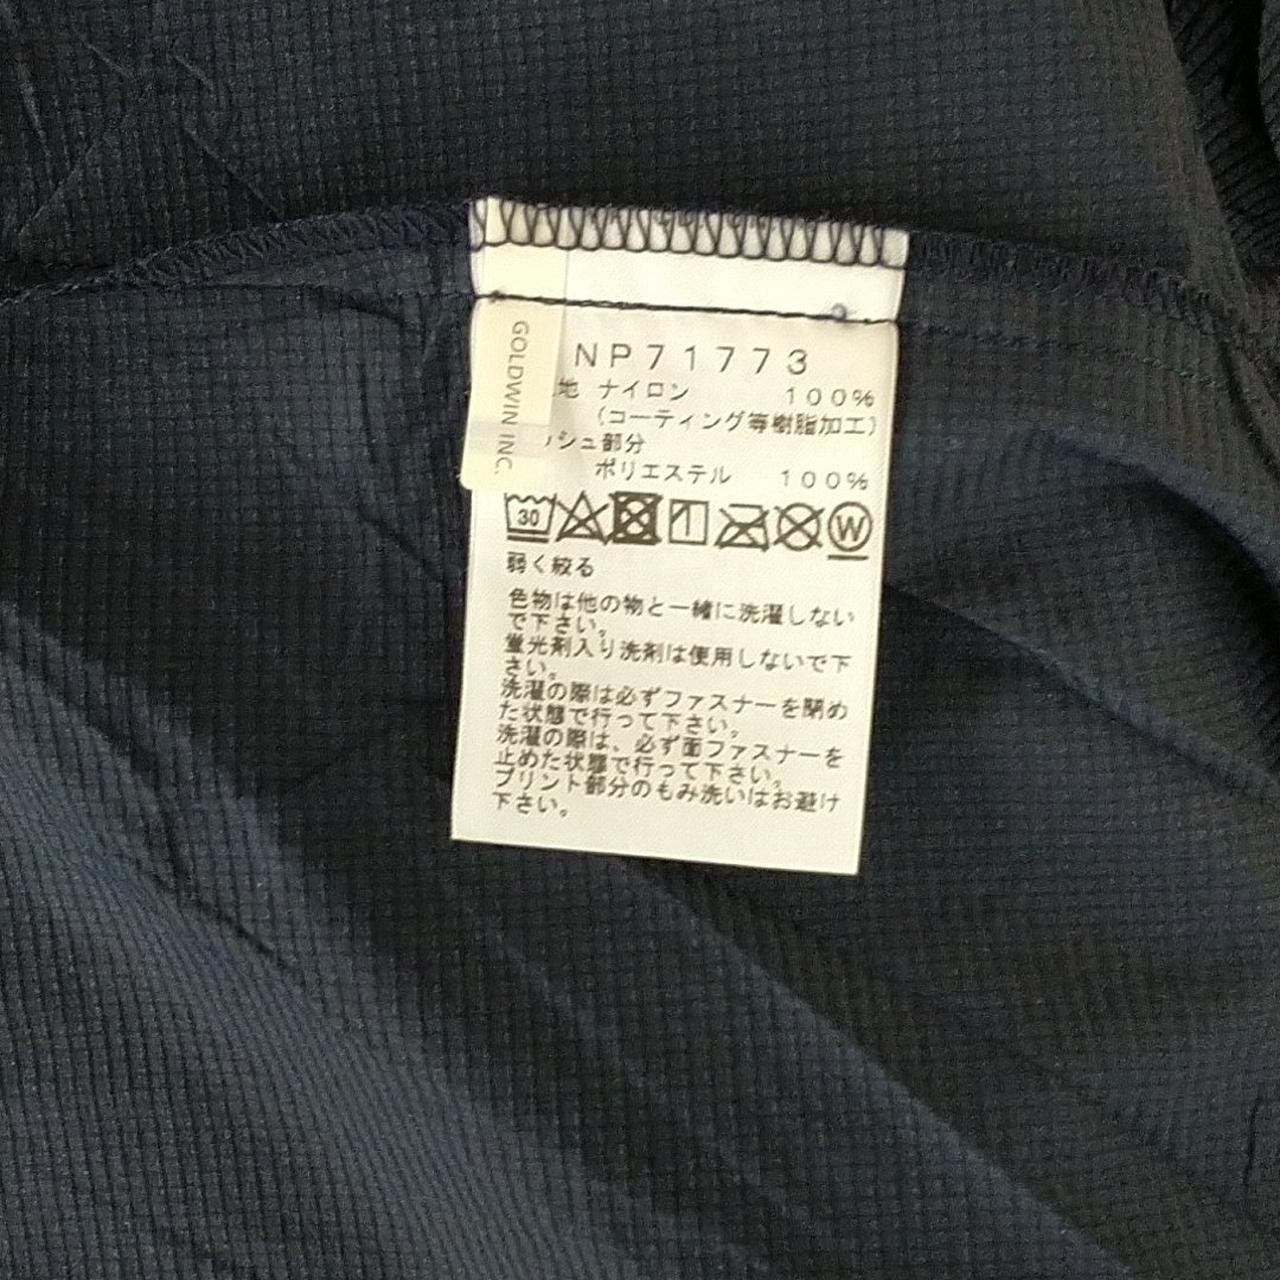 GOLDWIN INC.
NP71773
地 ナイロン 100%
(コーティング等樹脂加工)
ッシュ部分
ポリエステル 100%
30
W
弱く絞る
色物は他の物と一緒に洗濯しない
で下さい。
蛍光剤入り洗剤は使用しないで下
さい。
洗濯の際は必ずファスナーを閉め
た状態で行って下さい。
洗濯の際は、必ず面ファスナーを
止めた状態で行って下さい。
プリント部分のもみ洗いはお避け
下さい。